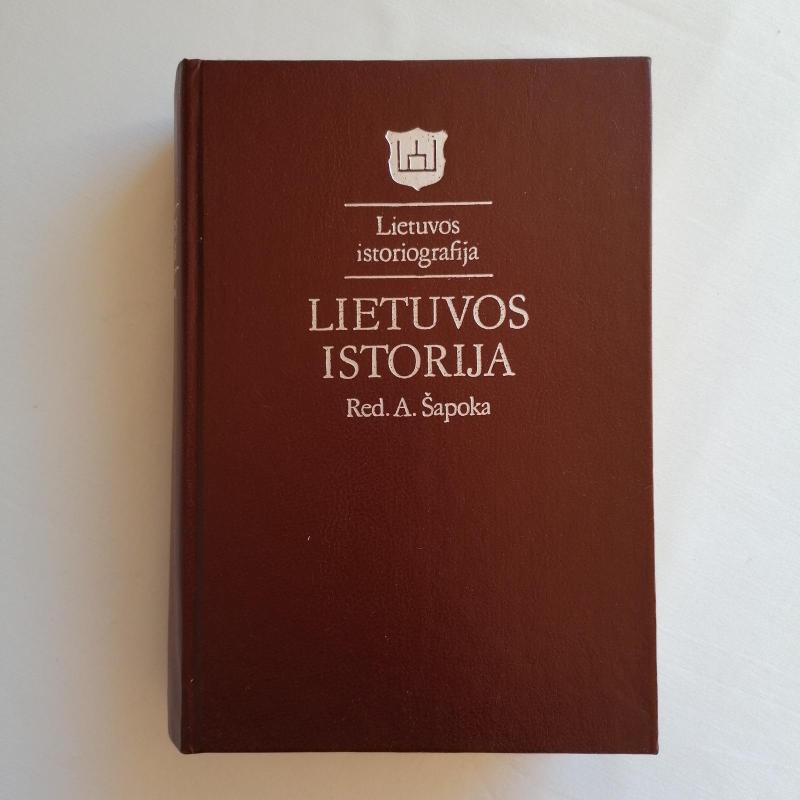 Lietuvos
istoriografija
LIETUVOS
ISTORIJA
Red. A. Šapoka